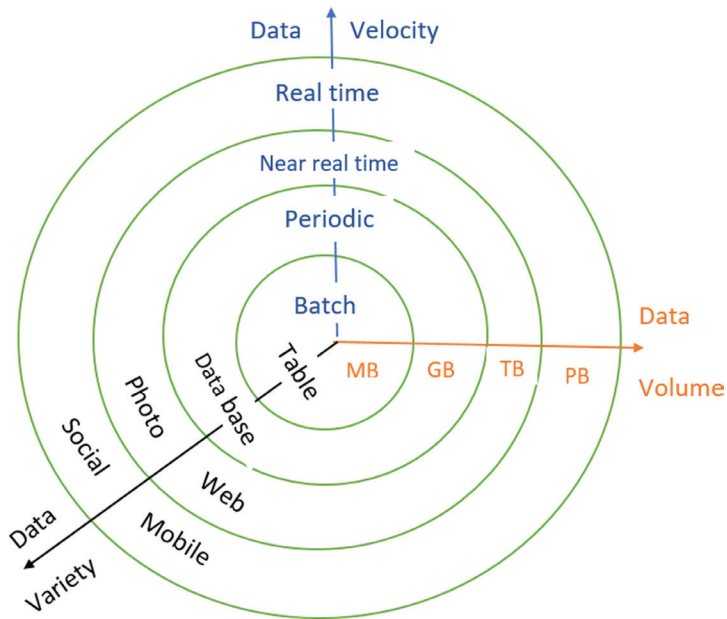 Data Velocity
Real time
Near real time
Periodic
Batch
Data
Volume
MB GB TB PB
Table
Data base
Photo
Web
Social
Mobile
Data
Variety